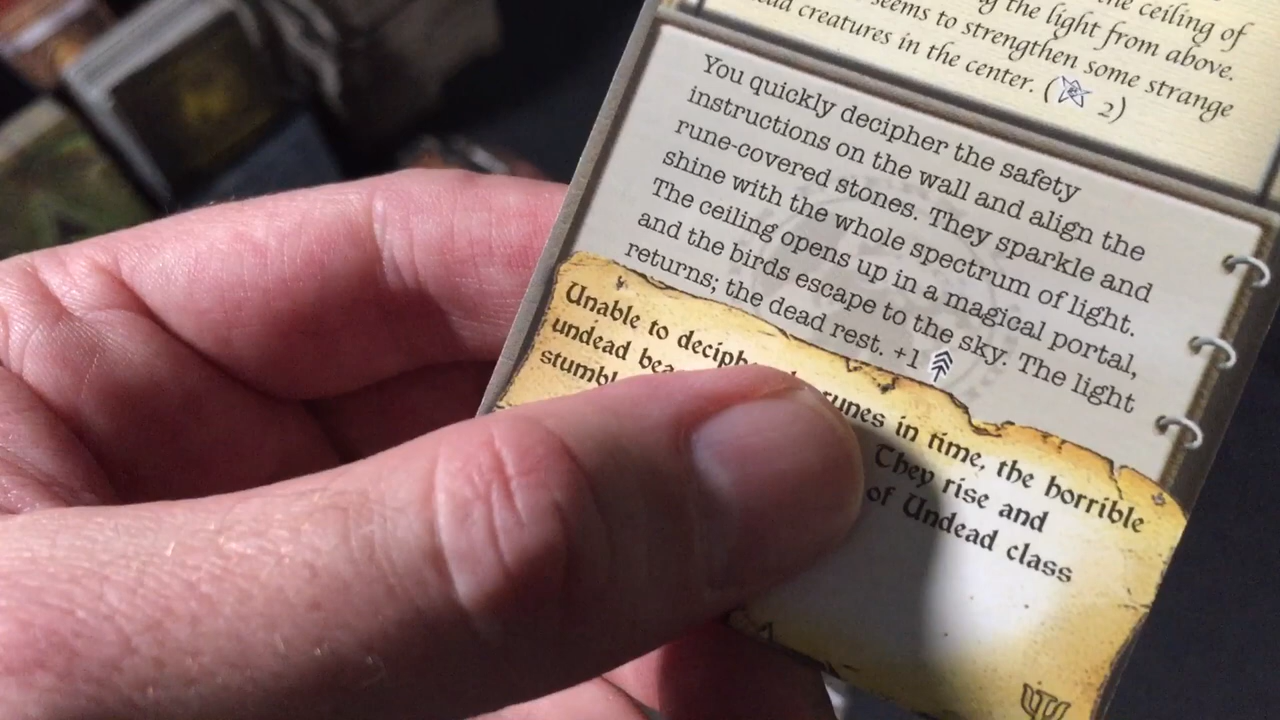 the ceiling of
the light from above.
seems to strengthen some strange
creatures in the center. ( 2)
You quickly decipher the safety
instructions on the wall and align the
rune-covered stones. They sparkle and
shine with the whole spectrum of light.
The ceiling opens up in a magical portal,
and the birds escape to the sky. The light
returns; the dead rest. +1
Unable to runes in time, the horrible
undead They rise and
of Undead class